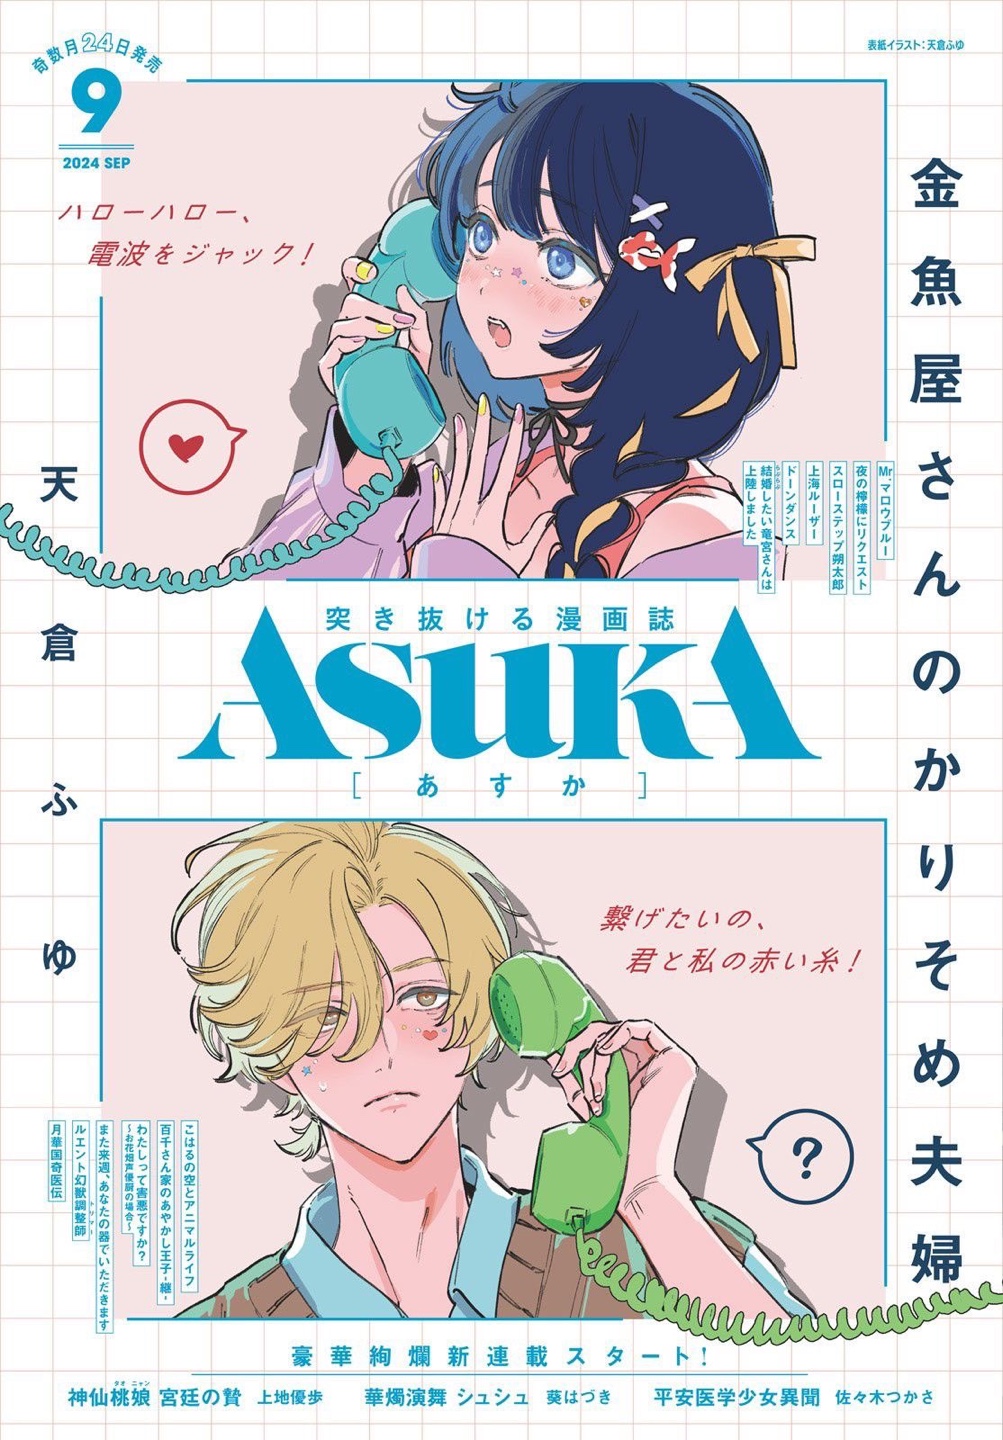 奇数月24日発売
9
2024 SEP
表紙イラスト：天倉ふゆ
ハローハロー、
電波をジャック！
金魚屋さんのかりそめ夫婦
天倉ふゆ
Mr.マロウブルー
夜の檸檬にリクエスト
スローステップ朔太郎
上海ルーザー
ドーンダンス
結婚したい竜宮さんは
上陸しました
突き抜ける漫画誌
ASUKA
［あすか］
繋げたいの、
君と私の赤い糸！
?
こはるの空とアニマルライフ
百千さん家のあやかし王子-継-
わたしって害悪ですか？
〜お花畑声優厨の場合〜
また来週、あなたの器でいただきます
ルエント幻獣調整師
トリマー
月華国奇医伝
豪華絢爛新連載スタート！
タオ ニャン
神仙桃娘 宮廷の贄 上地優歩
華燭演舞 シュシュ 葵はづき
平安医学少女異聞 佐々木つかさ